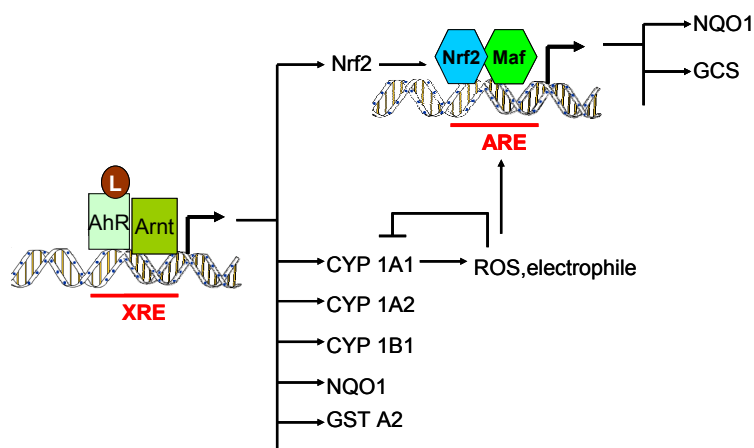 NQO1
Nrf2
Nrf2
Maf
GCS
ARE
L
AhR
Arnt
CYP 1A1
ROS,electrophile
XRE
CYP 1A2
CYP 1B1
NQO1
GST A2